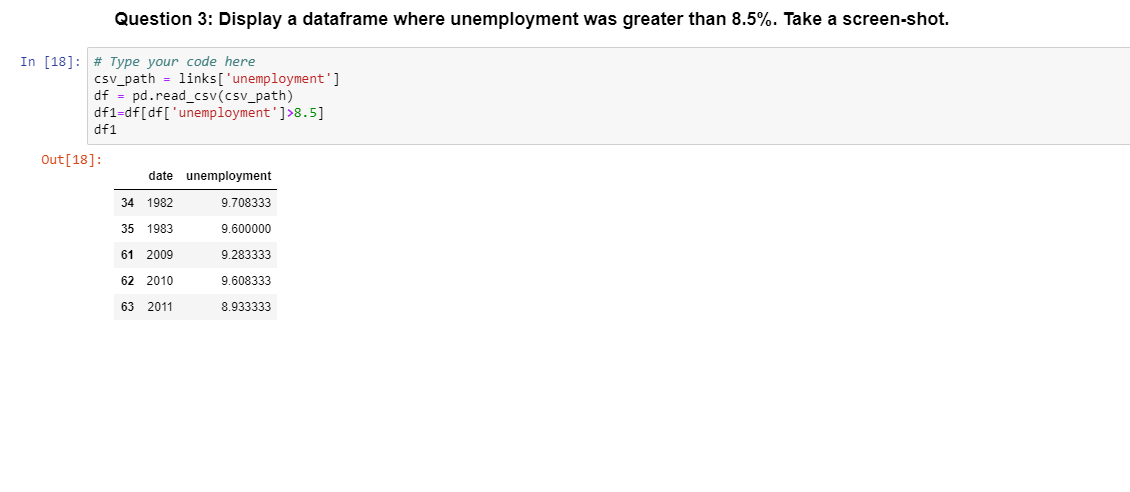 Question 3: Display a dataframe where unemployment was greater than 8.5%. Take a screen-shot.
In [18]: # Type your code here
csv_path = links['unemployment']
df = pd.read_csv(csv_path)
df1=df[df['unemployment']>8.5]
df1
Out[18]:
date unemployment
34 1982 9.708333
35 1983 9.600000
61 2009 9.283333
62 2010 9.608333
63 2011 8.933333